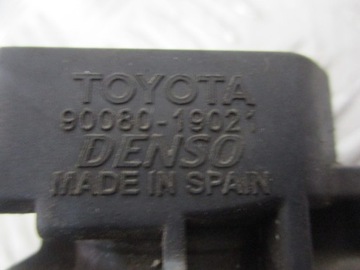 TOYOTA
90080-19021
DENSO
MADE IN SPAIN